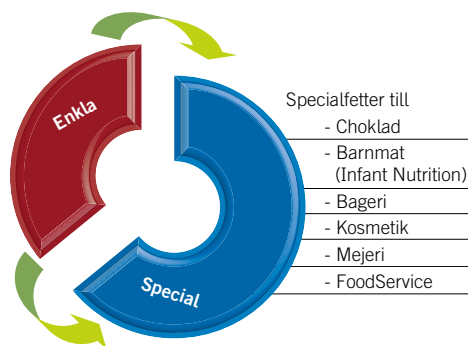 Enkla
Special
Specialfetter till
- Choklad
- Barnmat
(Infant Nutrition)
- Bageri
- Kosmetik
- Mejeri
- FoodService